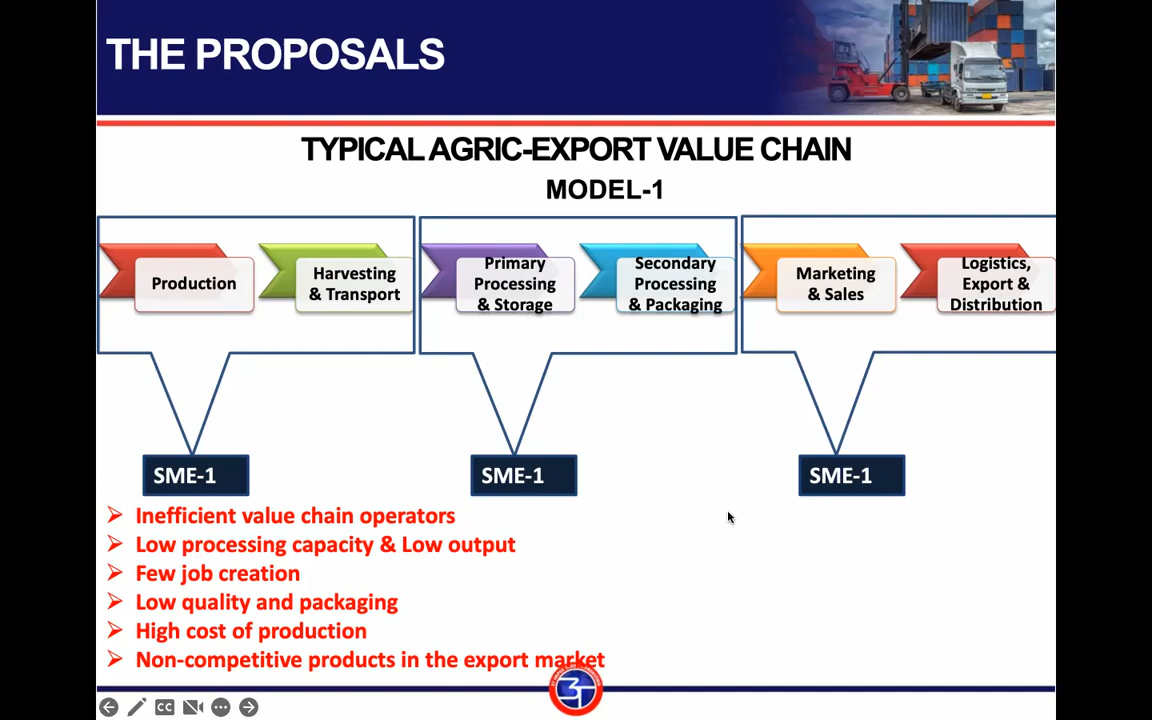 THE PROPOSALS
TYPICAL AGRIC-EXPORT VALUE CHAIN
MODEL-1
Production
Harvesting
& Transport
Primary
Processing
& Storage
Secondary
Processing
& Packaging
Marketing
& Sales
Logistics,
Export &
Distribution
SME-1
SME-1
SME-1
➢ Inefficient value chain operators
➢ Low processing capacity & Low output
➢ Few job creation
➢ Low quality and packaging
➢ High cost of production
➢ Non-competitive products in the export market
3T
CC